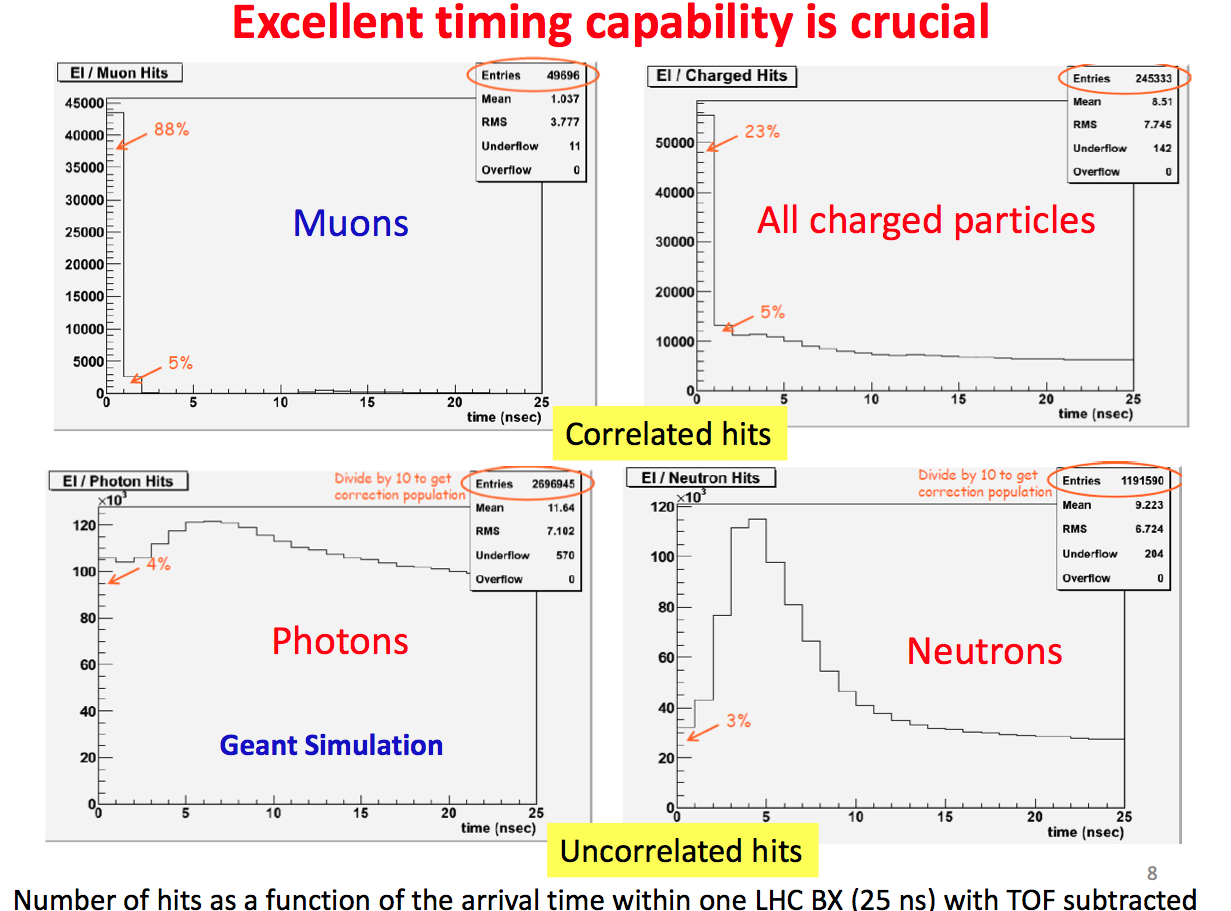 Excellent timing capability is crucial
EI / Muon Hits
Entries 49696
Mean 1.037
RMS 3.777
Underflow 11
Overflow 0
45000
40000
35000
30000
25000
20000
15000
10000
5000
0
88%
5%
Muons
0 5 10 15 20 25
time (nsec)
EI / Charged Hits
Entries 245333
Mean 8.51
RMS 7.745
Underflow 142
Overflow 0
50000
40000
30000
20000
10000
0
23%
5%
All charged particles
0 5 10 15 20 25
time (nsec)
Correlated hits
EI / Photon Hits
Divide by 10 to get
correction population
Entries 2696945
Mean 11.64
RMS 7.102
Underflow 570
Overflow 0
×10³
120
100
80
60
40
20
0
4%
Photons
Geant Simulation
0 5 10 15 20 25
time (nsec)
EI / Neutron Hits
Divide by 10 to get
correction population
Entries 1191590
Mean 9.223
RMS 6.724
Underflow 204
Overflow 0
×10³
120
100
80
60
40
20
0
3%
Neutrons
0 5 10 15 20 25
time (nsec)
Uncorrelated hits
8
Number of hits as a function of the arrival time within one LHC BX (25 ns) with TOF subtracted